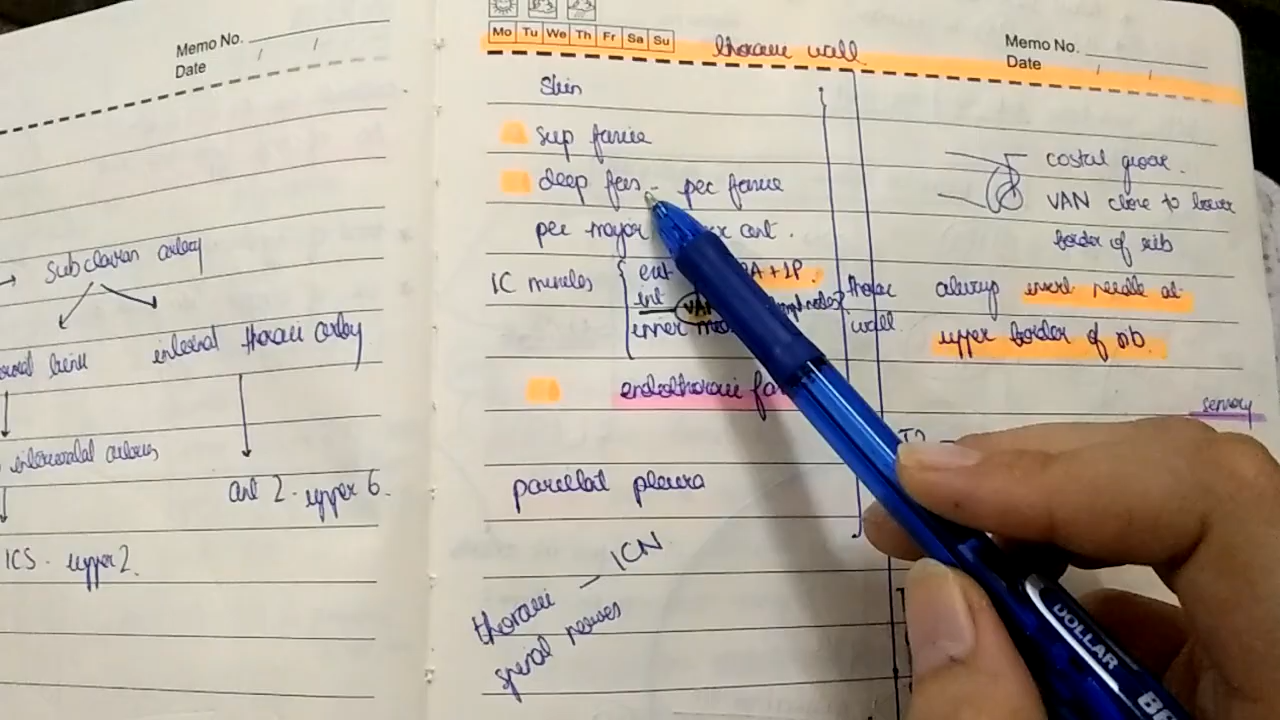 Memo No.
Date / /
subclavian artery
internal thoracic artery
intercostal arteries
ant 2 - upper 6.
ICS - upper 2.
Mo Tu We Th Fr Sa Su
thoracic wall
Memo No.
Date / /
skin
sup fascia
deep fas - pec fascia
pec major
IC muscles
ext
A + LP.
int
VAN
inner
endothoracic
parietal pleura
thoracic — ICN
spinal nerves
thorac
wall
costal groove.
VAN close to lower
border of rib
always insert needle at
upper border of rib.
sensory
DOLLAR